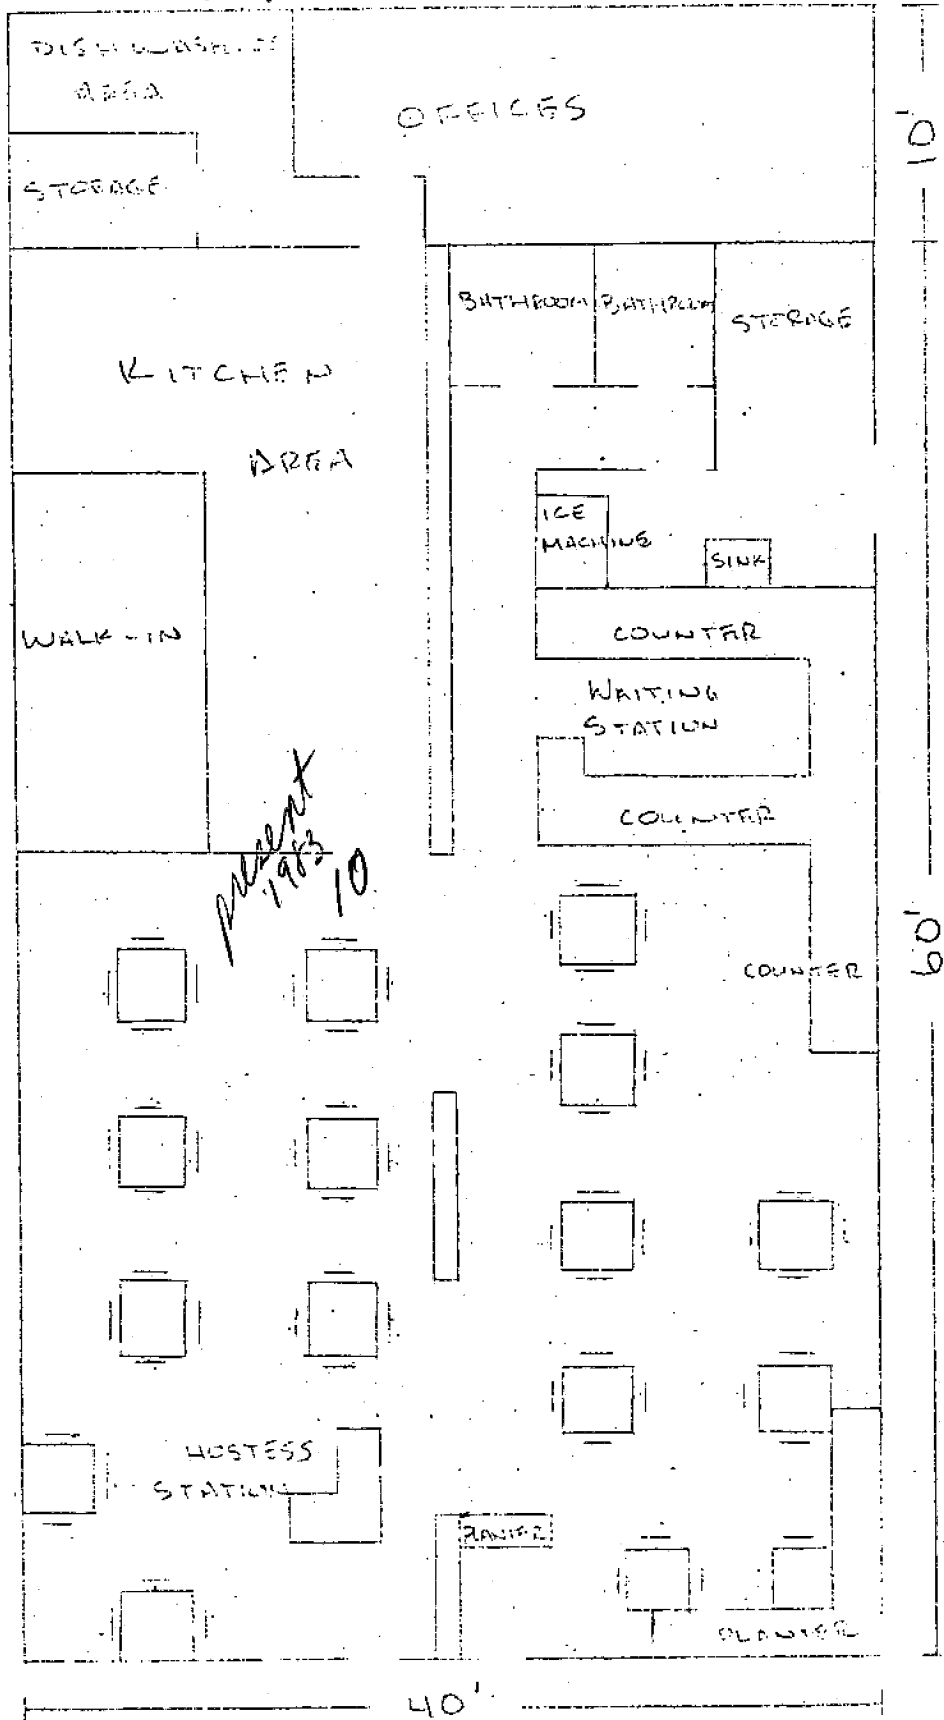 DISHWASHING
AREA
OFFICES
10'
STORAGE
BATHROOM
BATHROOM
STORAGE
KITCHEN
AREA
ICE
MACHINE
SINK
WALK-IN
COUNTER
WAITING
STATION
COUNTER
present
1983
10
COUNTER
60'
HOSTESS
STATION
PLANTER
PLANTER
40'